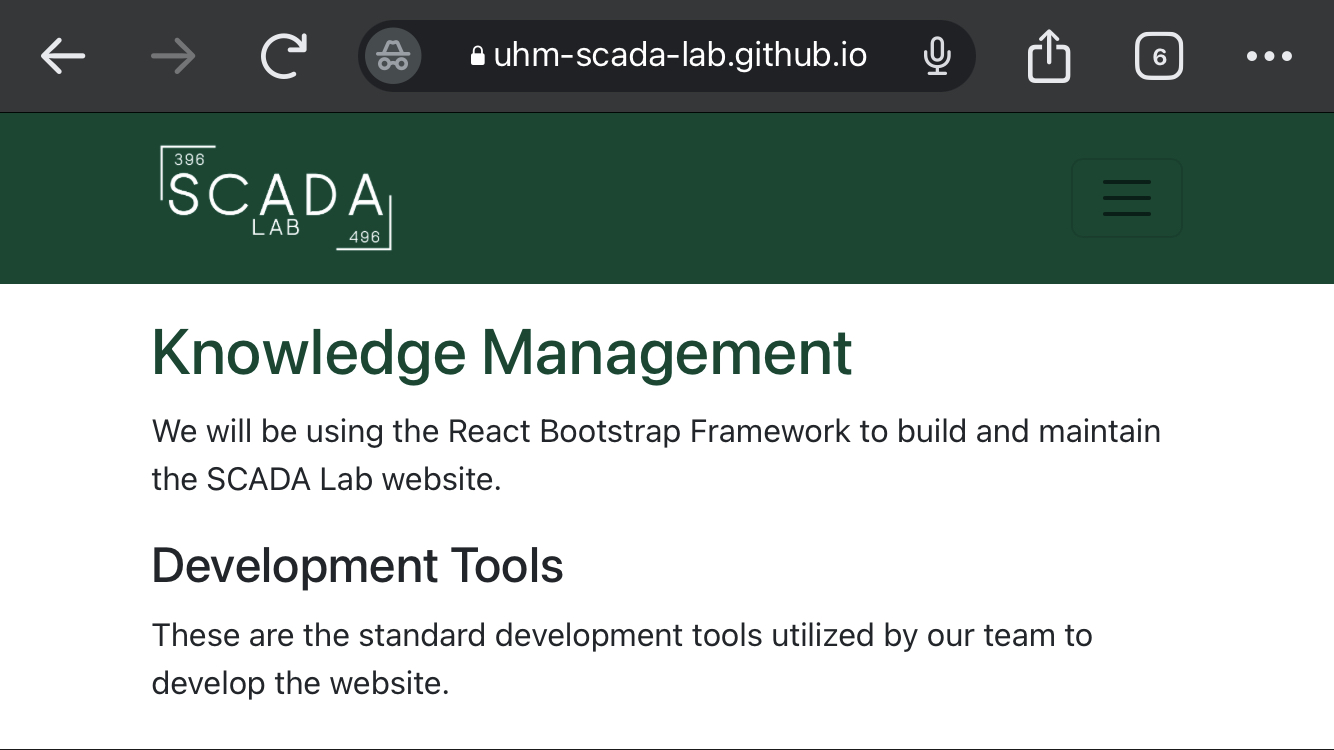 uhm-scada-lab.github.io
6
396
SCADA
LAB
496
Knowledge Management
We will be using the React Bootstrap Framework to build and maintain
the SCADA Lab website.
Development Tools
These are the standard development tools utilized by our team to
develop the website.